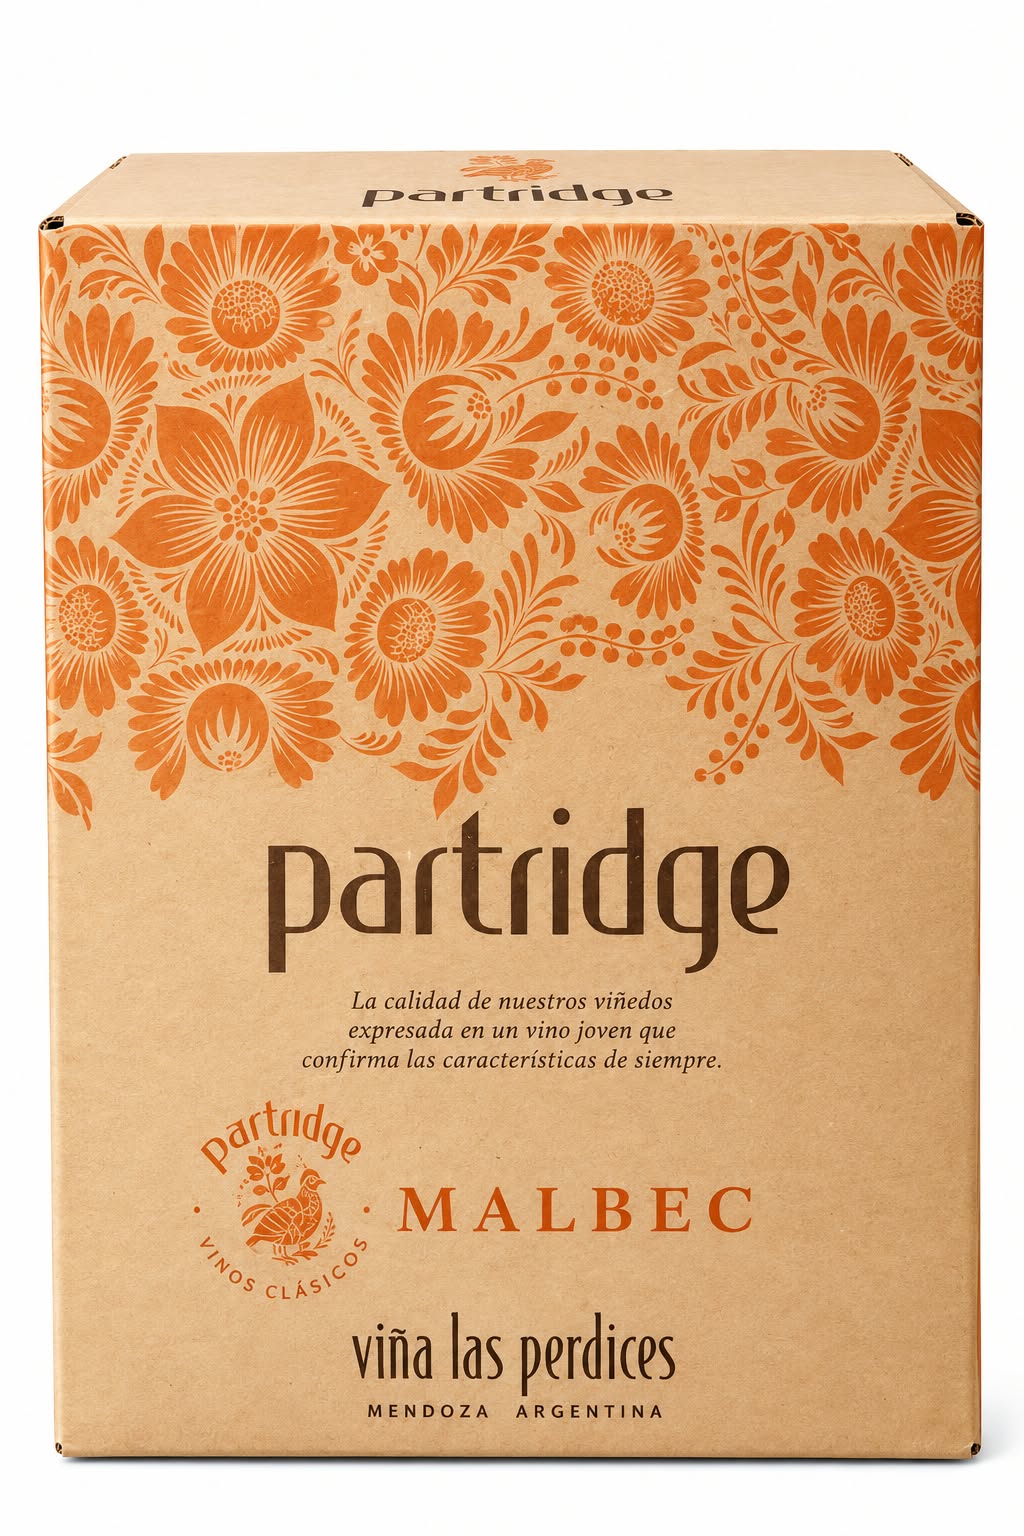 partridge
partridge
La calidad de nuestros viñedos
expresada en un vino joven que
confirma las características de siempre.
partridge
VINOS CLÁSICOS
MALBEC
viña las perdices
MENDOZA ARGENTINA